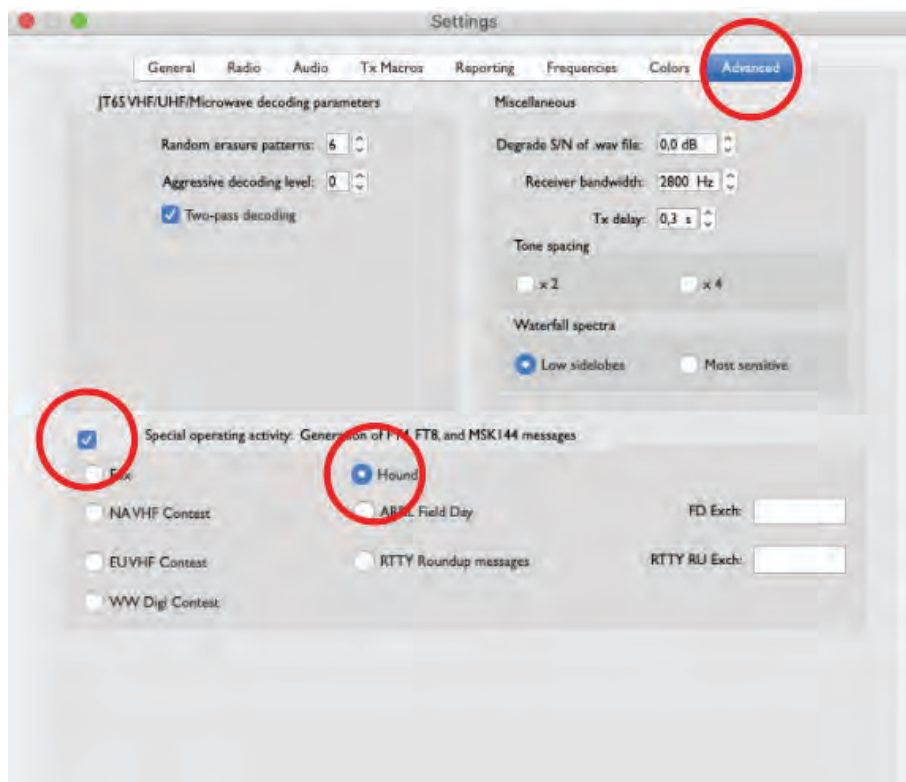 Settings
General Radio Audio Tx Macros Reporting Frequencies Colors Advanced
JT65 VHF/UHF/Microwave decoding parameters
Random erasure patterns: 6
Aggressive decoding level: 0
Two-pass decoding
Miscellaneous
Degrade S/N of .wav file: 0,0 dB
Receiver bandwidth: 2800 Hz
Tx delay: 0,3 s
Tone spacing
x 2 x 4
Waterfall spectra
Low sidelobes Most sensitive
Special operating activity: Generation of FT4, FT8, and MSK144 messages
Fox Hound
NA VHF Contest ARRL Field Day FD Exch:
EU VHF Contest RTTY Roundup messages RTTY RU Exch:
WW Digi Contest